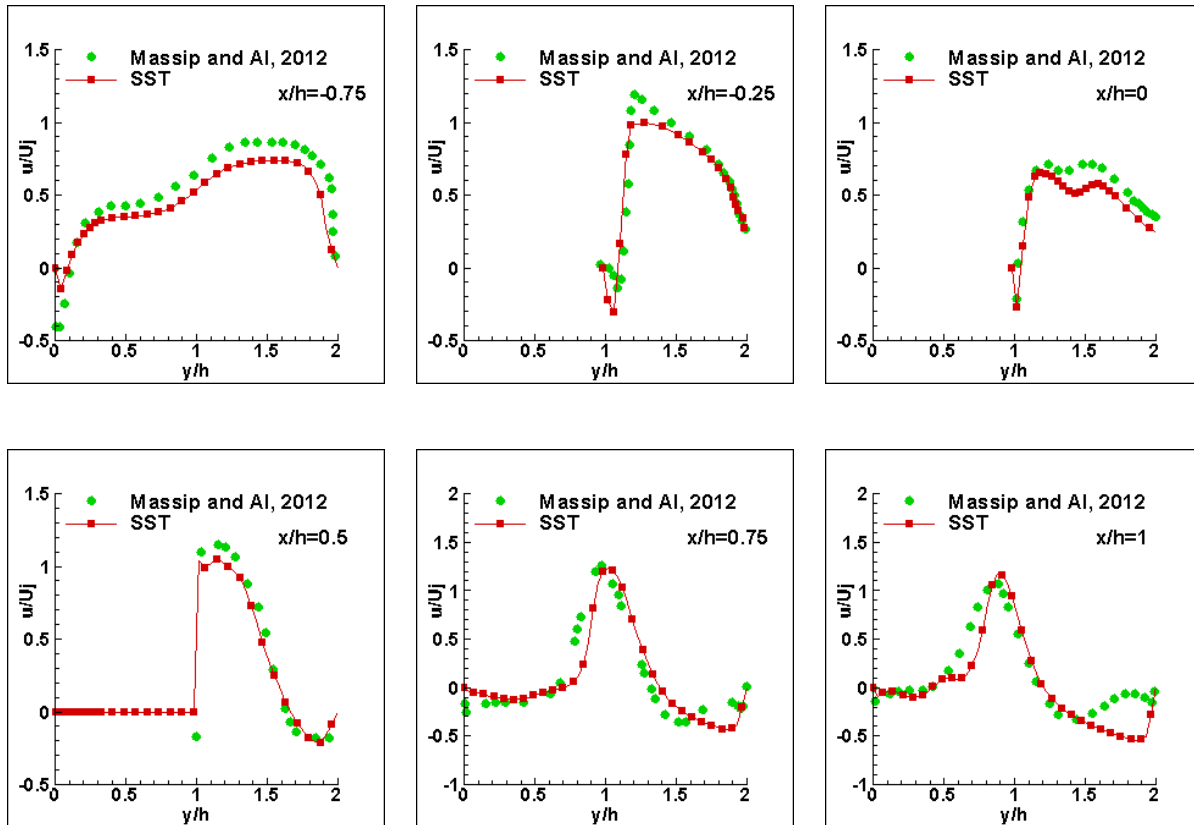 1.5
Massip and Al, 2012
SST
x/h=-0.75
1
u/Uj
0.5
0
-0.5
0 0.5 1 1.5 2
y/h
1.5
Massip and Al, 2012
SST
x/h=-0.25
1
u/Uj
0.5
0
-0.5
0 0.5 1 1.5 2
y/h
1.5
Massip and Al, 2012
SST
x/h=0
1
u/Uj
0.5
0
-0.5
0 0.5 1 1.5 2
y/h
1.5
Massip and Al, 2012
SST
x/h=0.5
1
u/Uj
0.5
0
-0.5
0 0.5 1 1.5 2
y/h
2
Massip and Al, 2012
SST
x/h=0.75
1.5
1
u/Uj
0.5
0
-0.5
-1
0 0.5 1 1.5 2
y/h
2
Massip and Al, 2012
SST
x/h=1
1.5
1
u/Uj
0.5
0
-0.5
-1
0 0.5 1 1.5 2
y/h